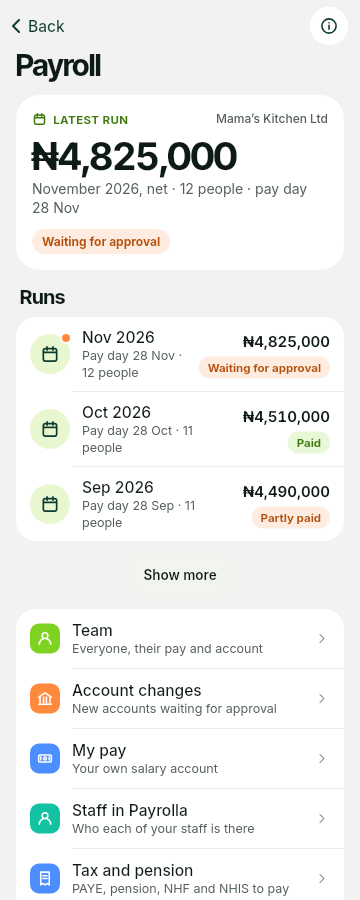 Back
Payroll
LATEST RUN
Mama’s Kitchen Ltd
₦4,825,000
November 2026, net · 12 people · pay day
28 Nov
Waiting for approval
Runs
Nov 2026
Pay day 28 Nov ·
12 people
₦4,825,000
Waiting for approval
Oct 2026
Pay day 28 Oct · 11
people
₦4,510,000
Paid
Sep 2026
Pay day 28 Sep · 11
people
₦4,490,000
Partly paid
Show more
Team
Everyone, their pay and account
Account changes
New accounts waiting for approval
My pay
Your own salary account
Staff in Payrolla
Who each of your staff is there
Tax and pension
PAYE, pension, NHF and NHIS to pay